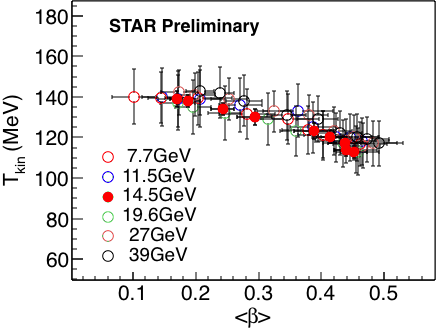 STAR Preliminary
180
160
140
120
100
80
60
T_kin (MeV)
7.7GeV
11.5GeV
14.5GeV
19.6GeV
27GeV
39GeV
0.1 0.2 0.3 0.4 0.5
<β>